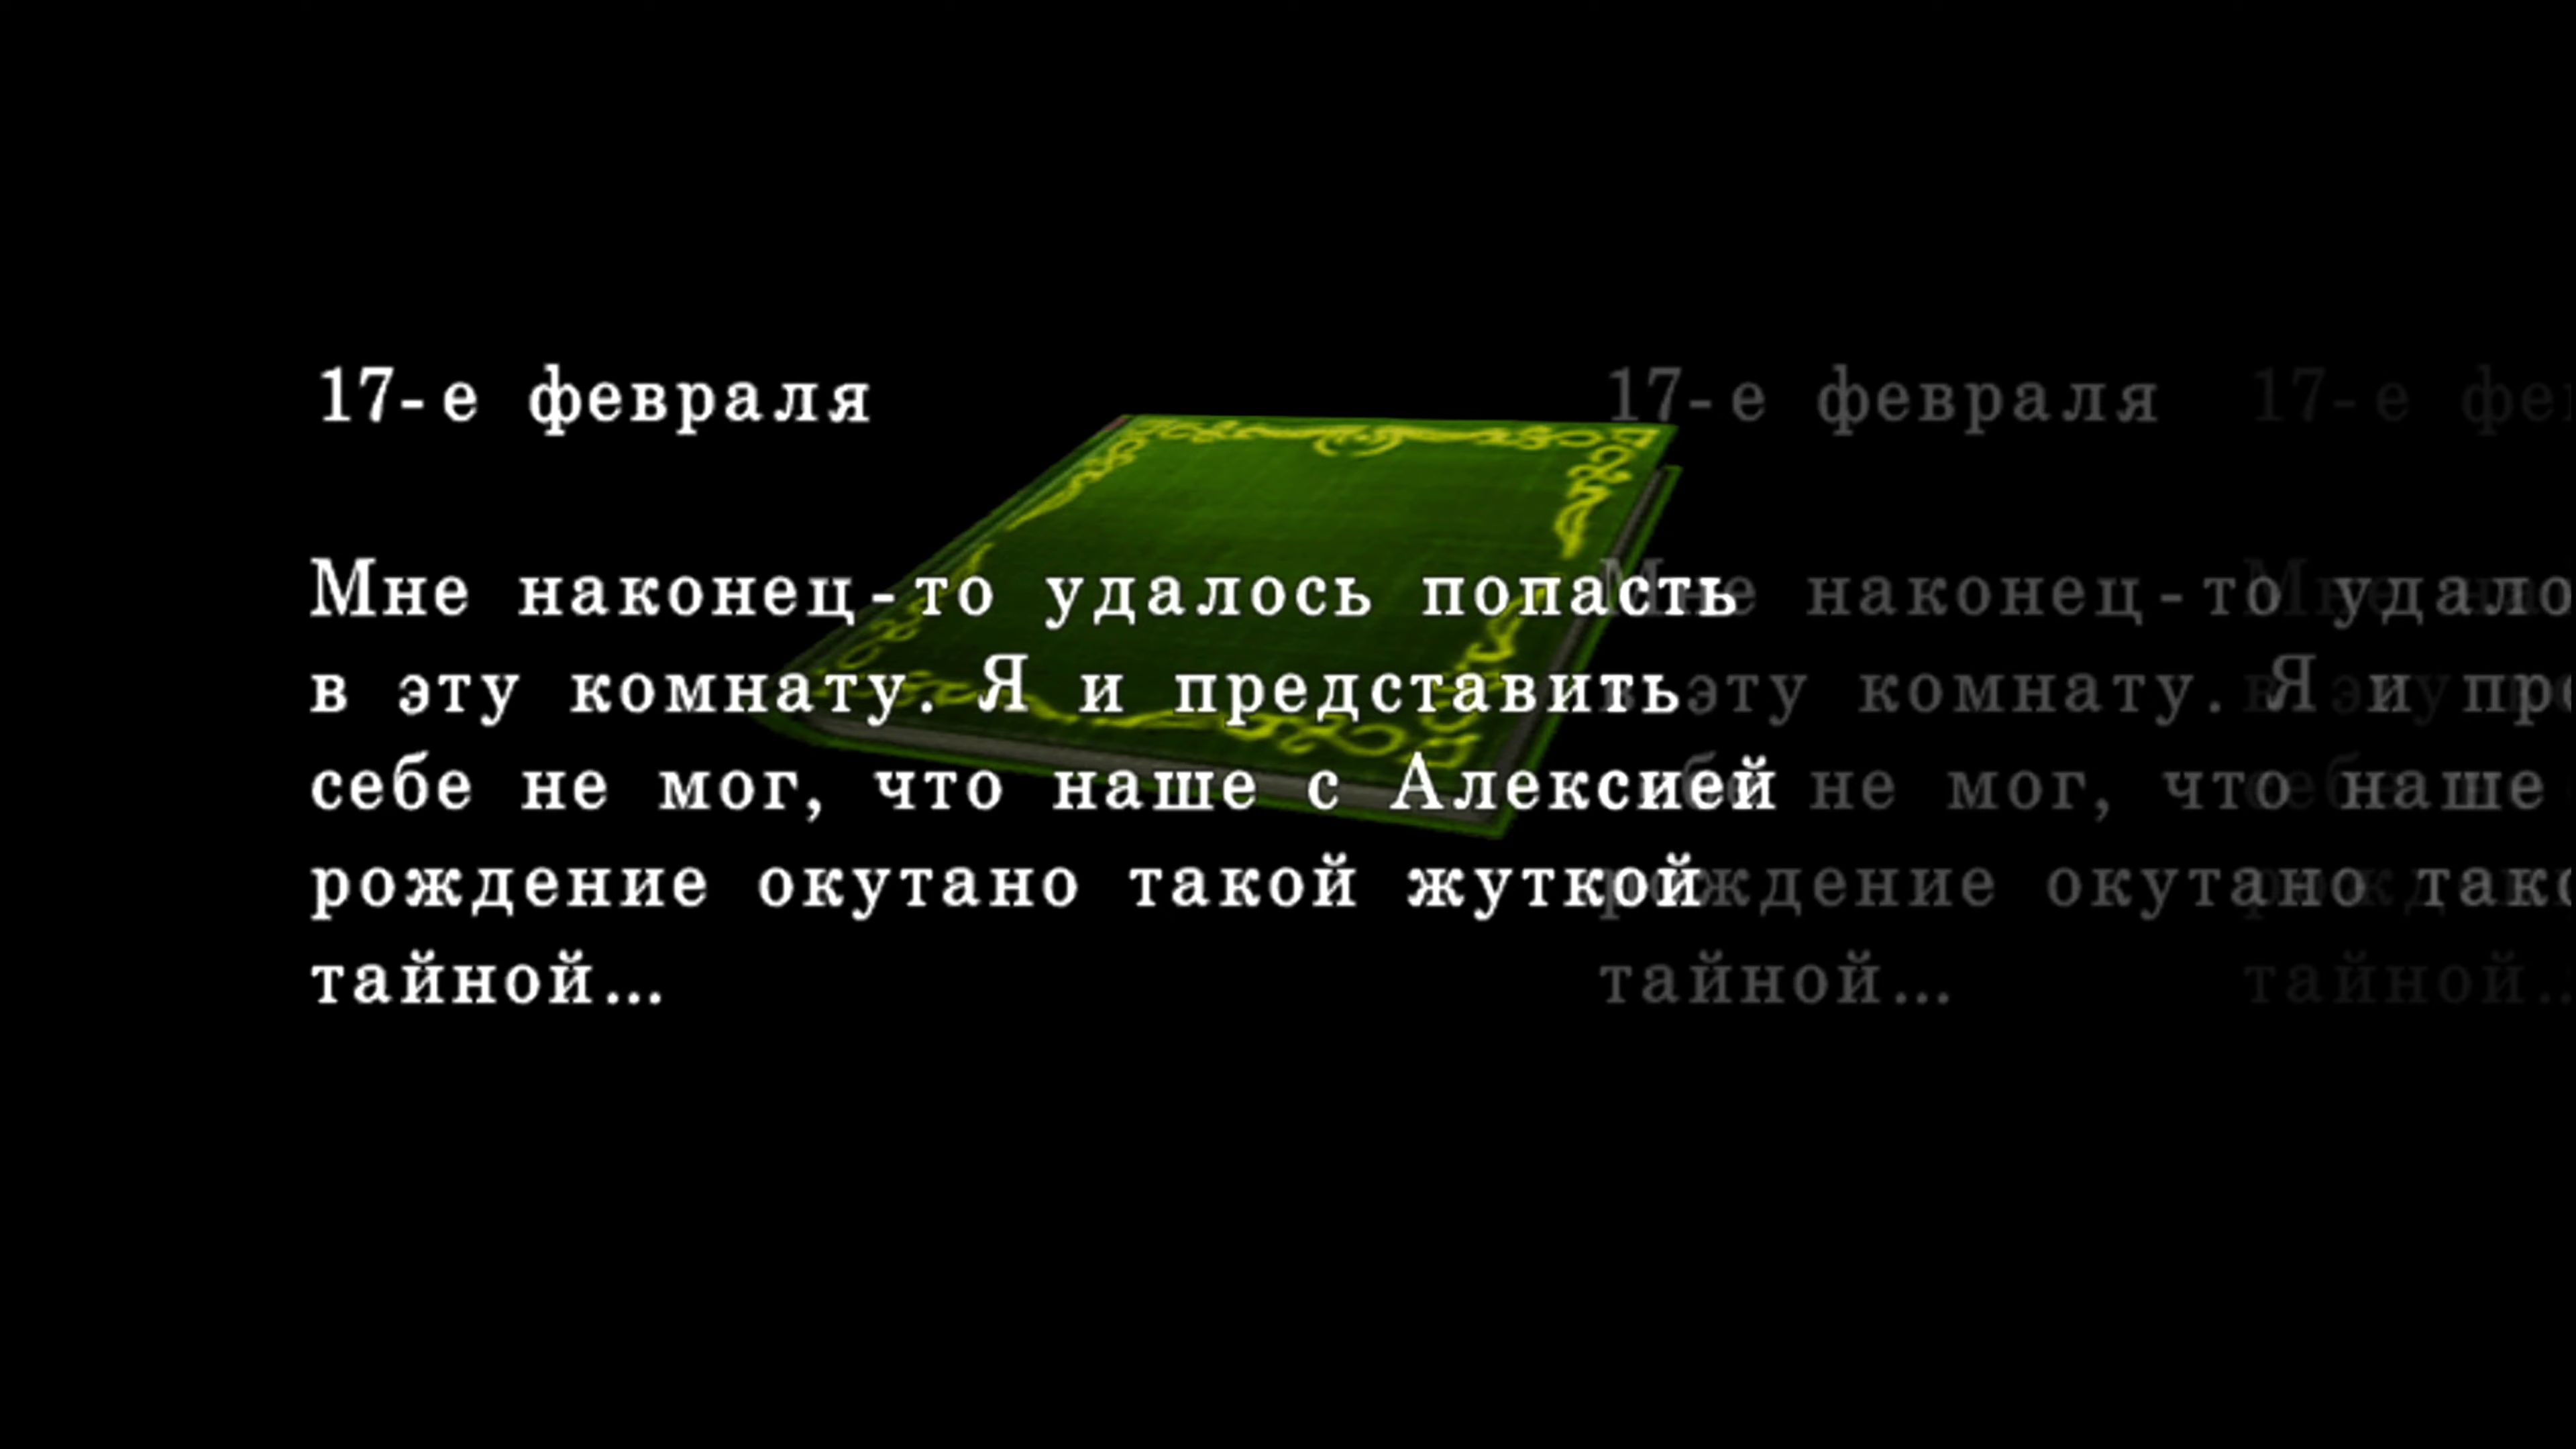 17-е февраля
Мне наконец-то удалось попасть
в эту комнату. Я и представить
себе не мог, что наше с Алексией
рождение окутано такой жуткой
тайной...